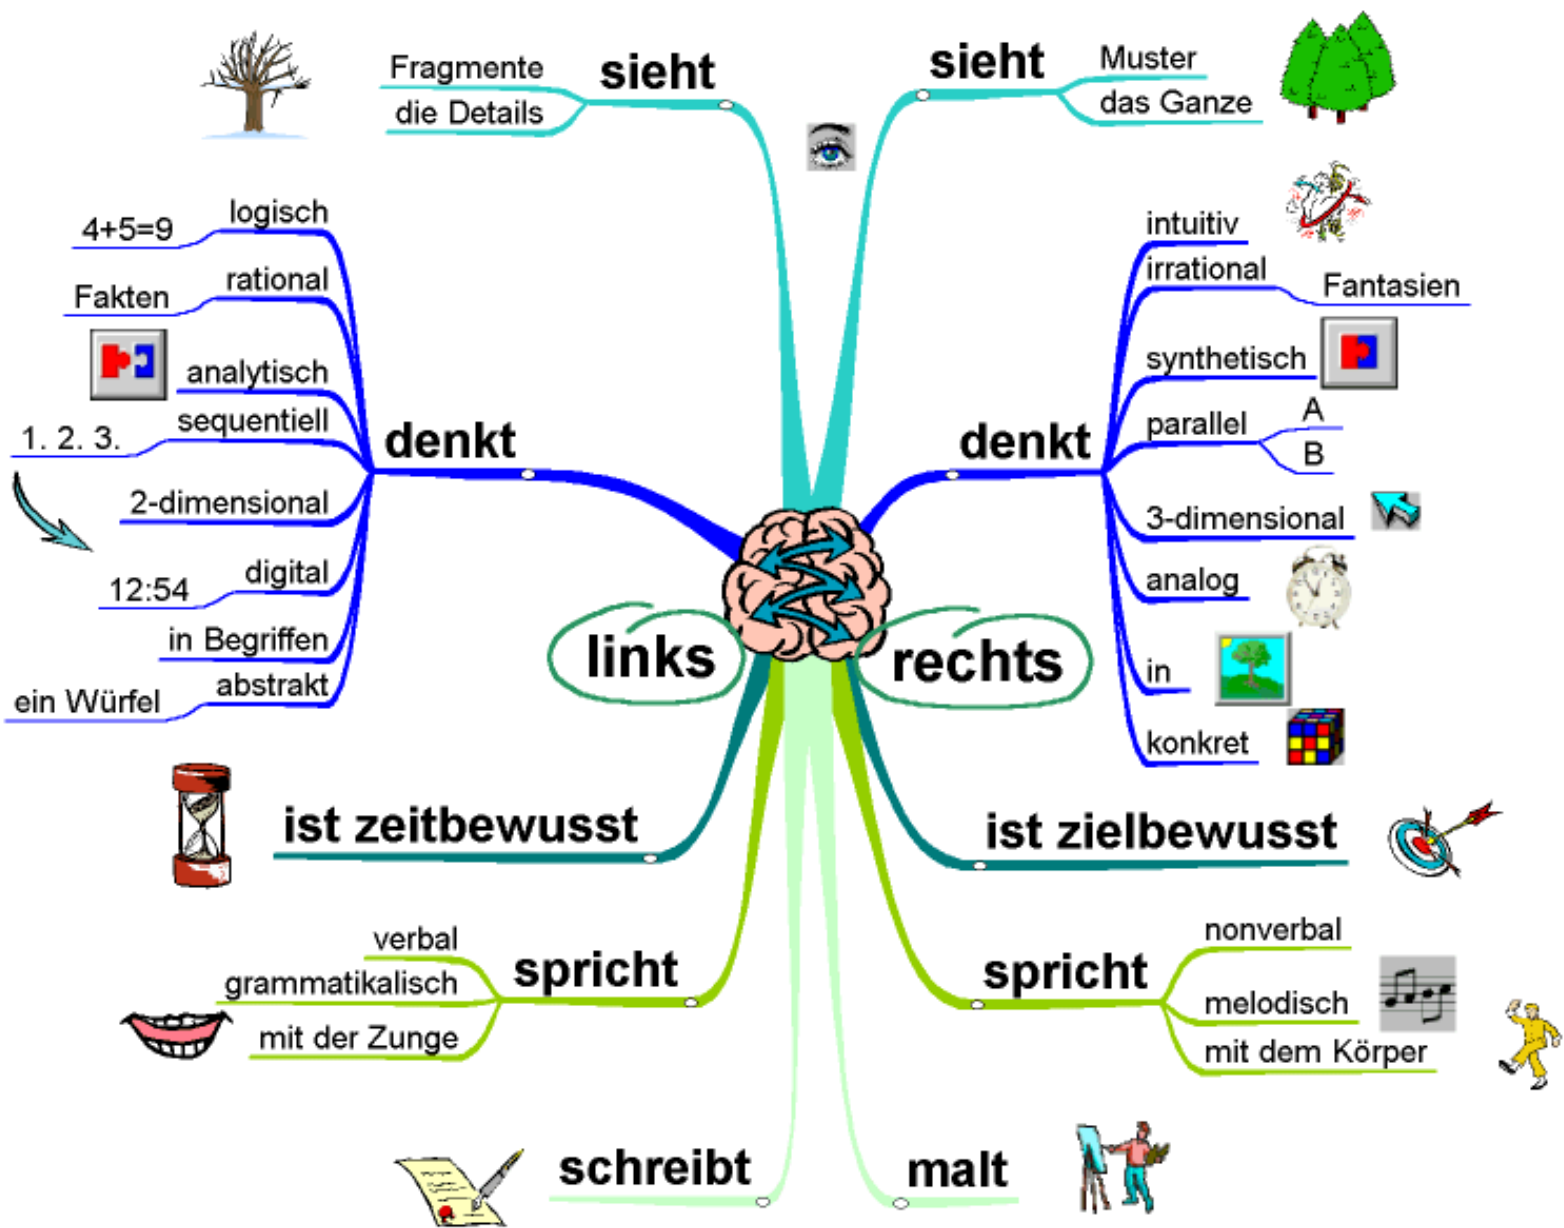 sieht
Fragmente
die Details
sieht
Muster
das Ganze
denkt
logisch
4+5=9
rational
Fakten
analytisch
sequentiell
1. 2. 3.
2-dimensional
digital
12:54
in Begriffen
abstrakt
ein Würfel
denkt
intuitiv
irrational
Fantasien
synthetisch
parallel
A
B
3-dimensional
analog
in
konkret
links
rechts
ist zeitbewusst
ist zielbewusst
spricht
verbal
grammatikalisch
mit der Zunge
spricht
nonverbal
melodisch
mit dem Körper
schreibt
malt